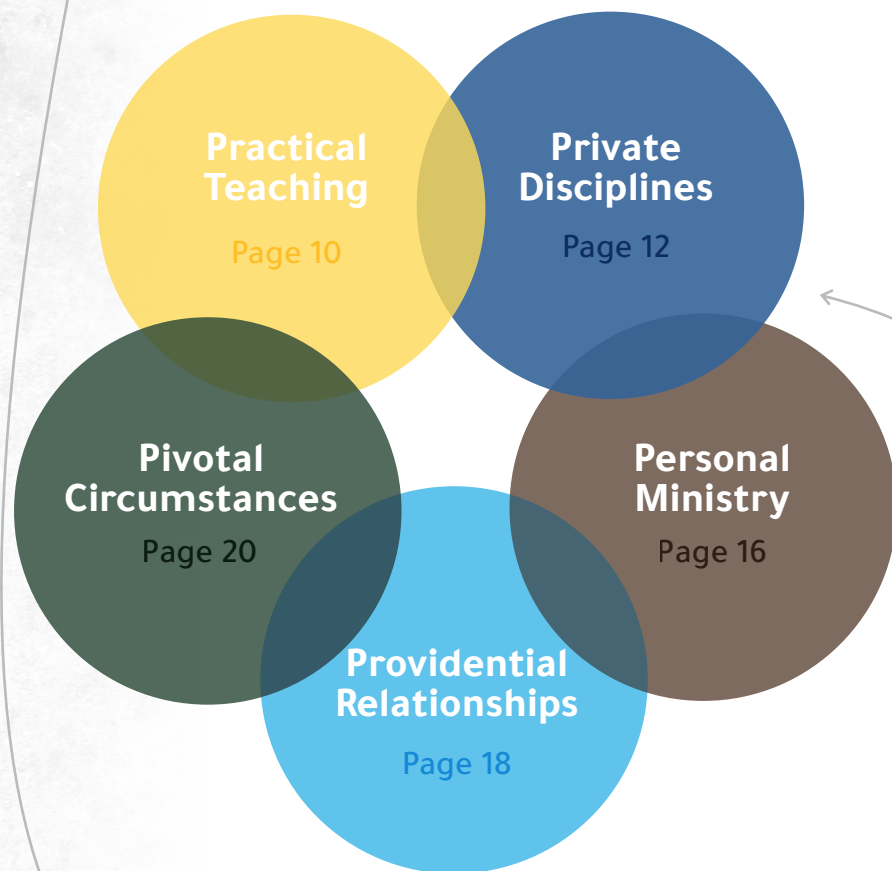 Practical
Teaching
Page 10
Private
Disciplines
Page 12
Pivotal
Circumstances
Page 20
Personal
Ministry
Page 16
Providential
Relationships
Page 18